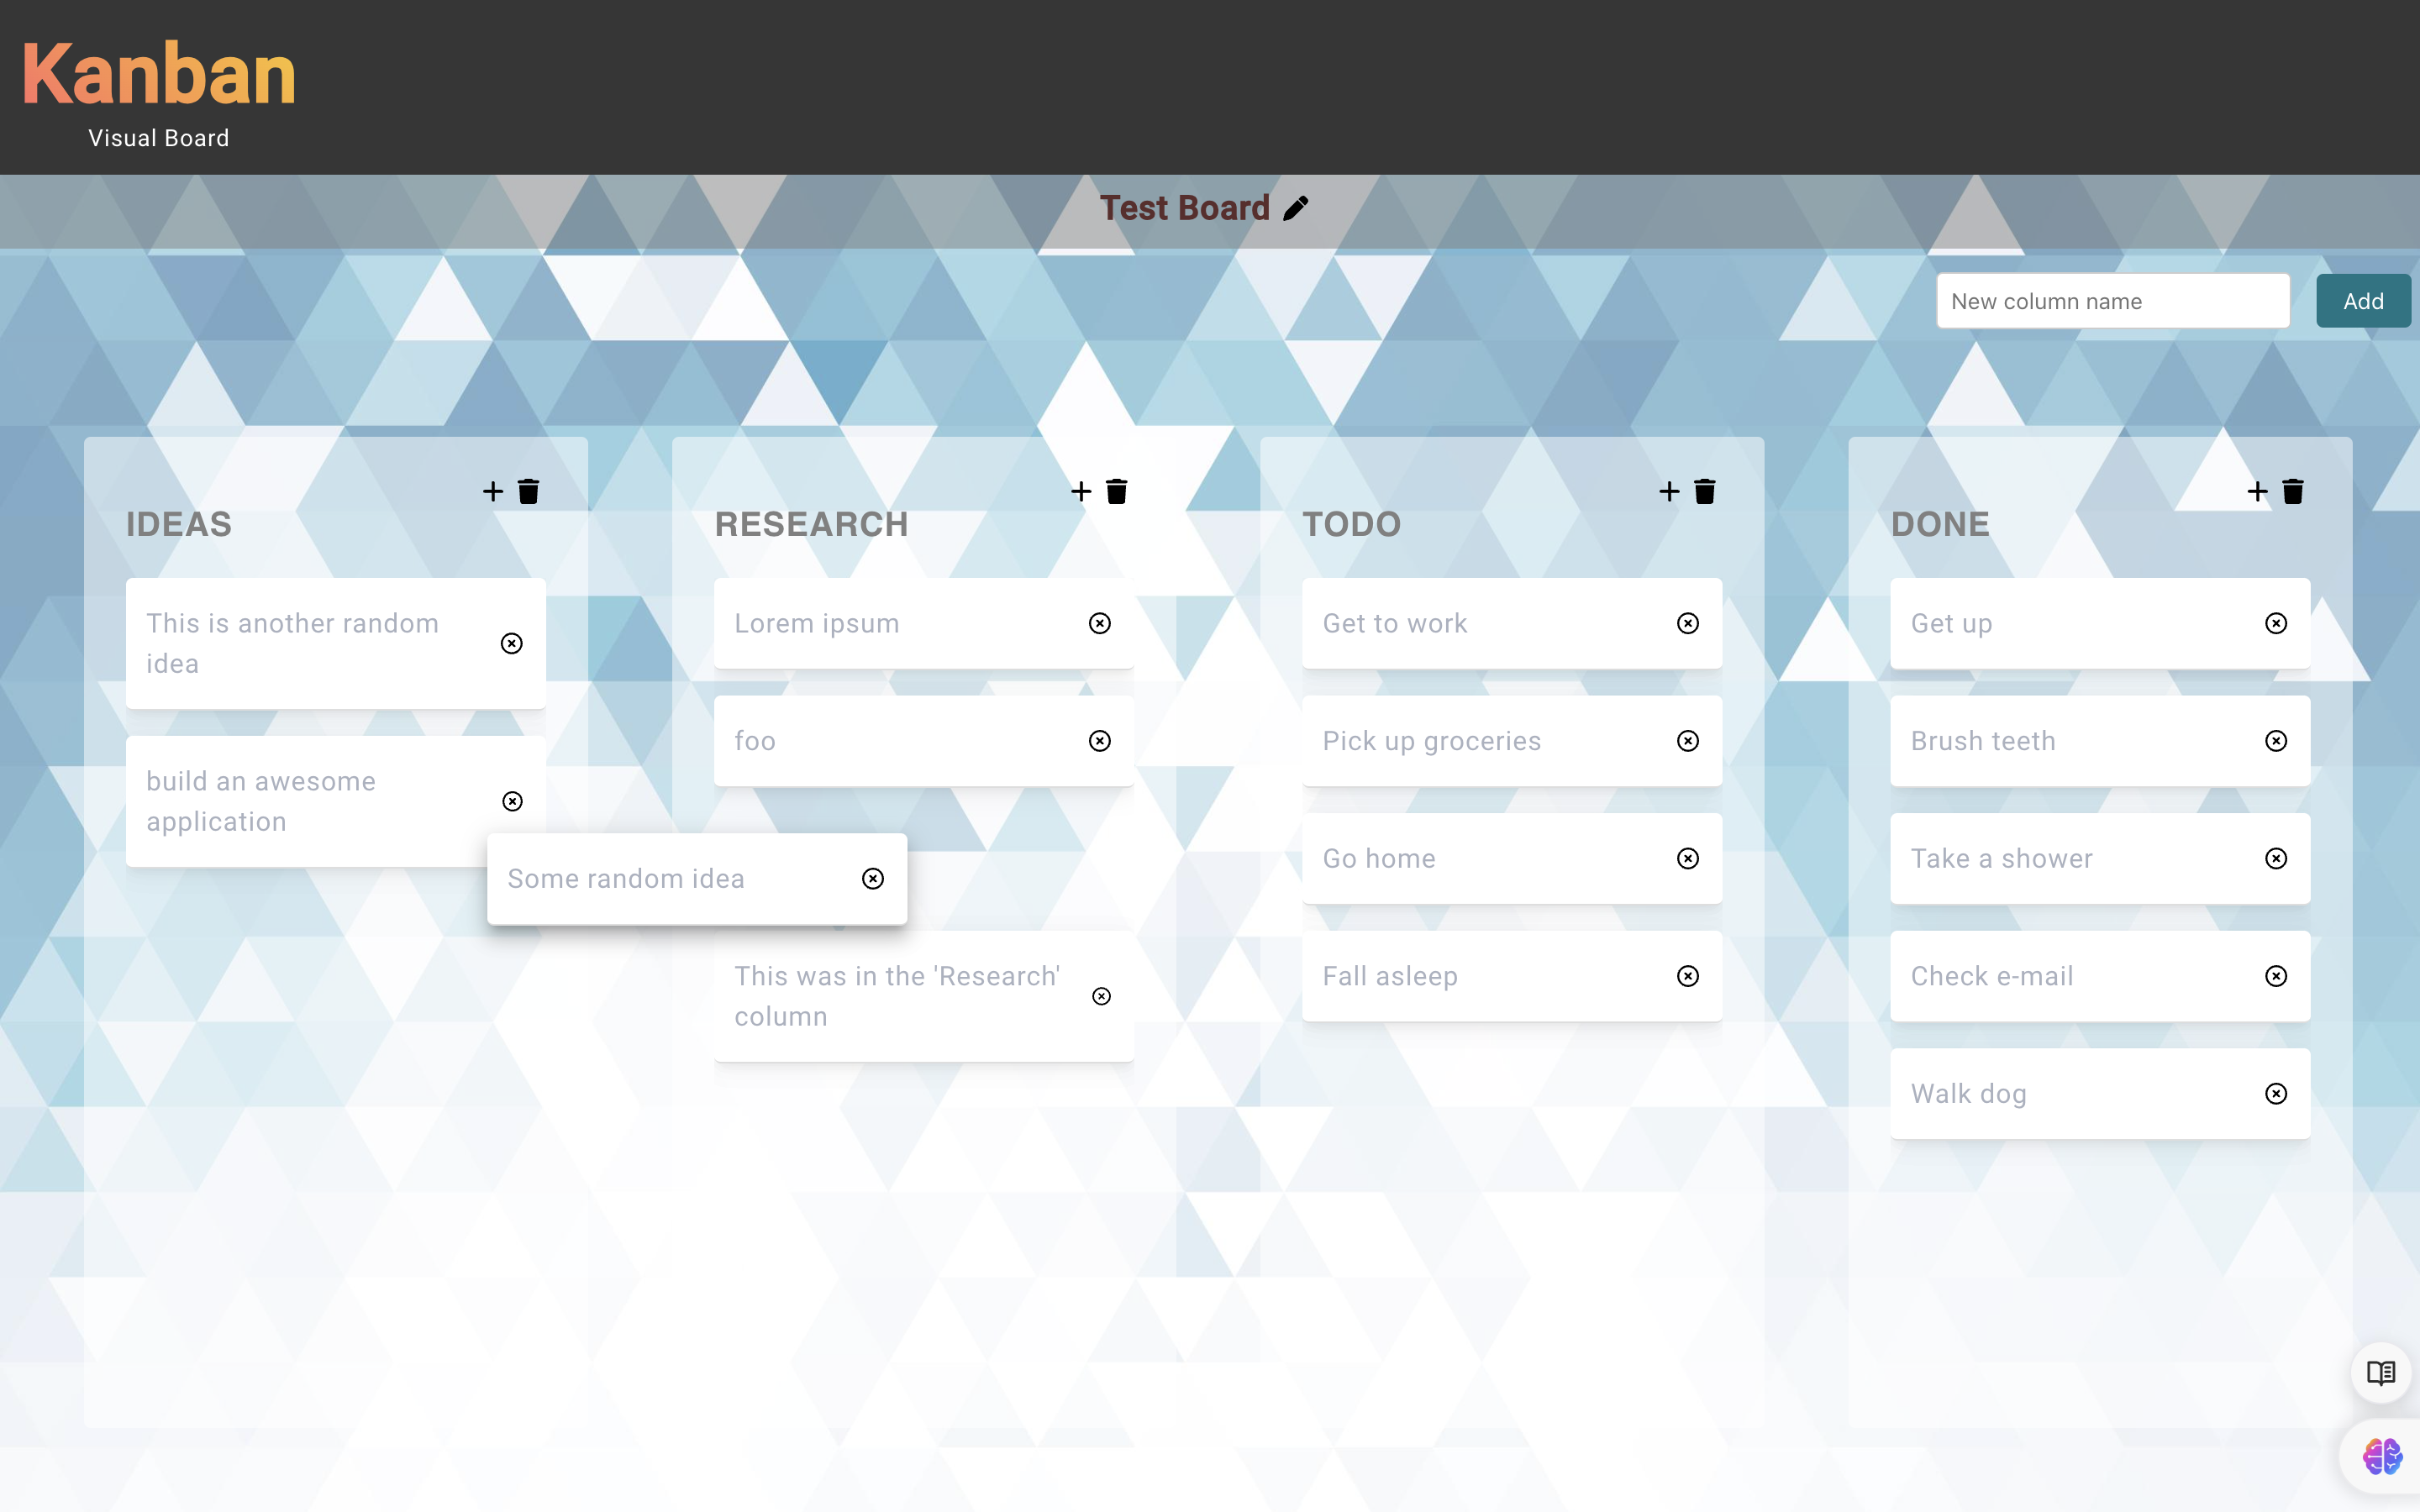 Kanban
Visual Board
Test Board
New column name
Add
IDEAS
This is another random
idea
build an awesome
application
Some random idea
RESEARCH
Lorem ipsum
foo
This was in the 'Research'
column
TODO
Get to work
Pick up groceries
Go home
Fall asleep
DONE
Get up
Brush teeth
Take a shower
Check e-mail
Walk dog